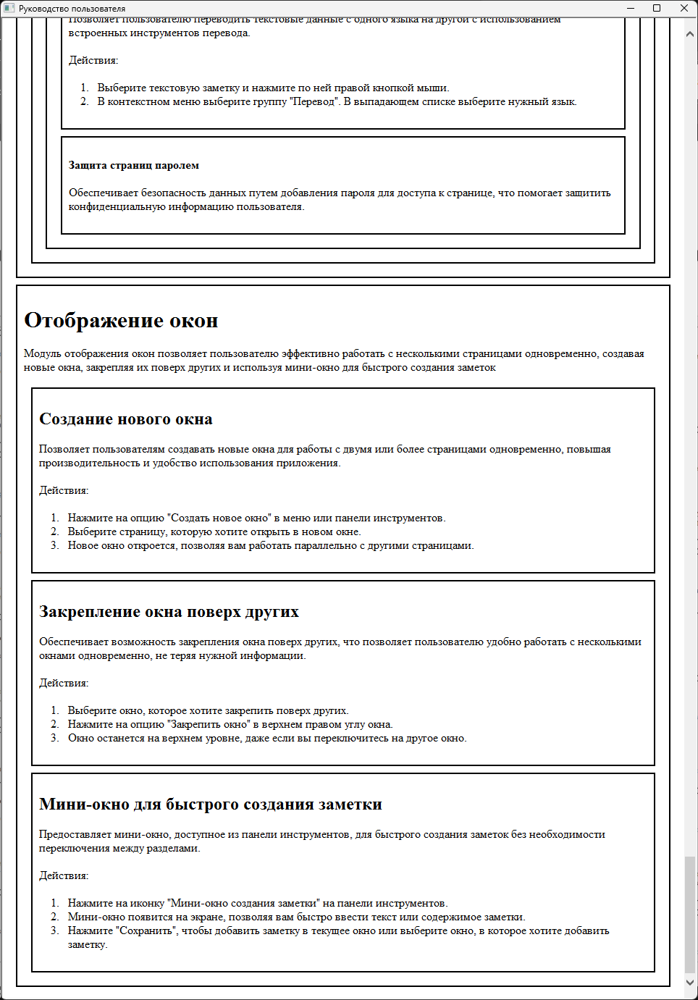 Руководство пользователя
Позволяет пользователю переводить текстовые данные с одного языка на другой с использованием
встроенных инструментов перевода.
Действия:
1. Выберите текстовую заметку и нажмите по ней правой кнопкой мыши.
2. В контекстном меню выберите группу "Перевод". В выпадающем списке выберите нужный язык.
Защита страниц паролем
Обеспечивает безопасность данных путем добавления пароля для доступа к странице, что помогает защитить
конфиденциальную информацию пользователя.
Отображение окон
Модуль отображения окон позволяет пользователю эффективно работать с несколькими страницами одновременно, создавая
новые окна, закрепляя их поверх других и используя мини-окно для быстрого создания заметок
Создание нового окна
Позволяет пользователям создавать новые окна для работы с двумя или более страницами одновременно, повышая
производительность и удобство использования приложения.
Действия:
1. Нажмите на опцию "Создать новое окно" в меню или панели инструментов.
2. Выберите страницу, которую хотите открыть в новом окне.
3. Новое окно откроется, позволяя вам работать параллельно с другими страницами.
Закрепление окна поверх других
Обеспечивает возможность закрепления окна поверх других, что позволяет пользователю удобно работать с несколькими
окнами одновременно, не теряя нужной информации.
Действия:
1. Выберите окно, которое хотите закрепить поверх других.
2. Нажмите на опцию "Закрепить окно" в верхнем правом углу окна.
3. Окно останется на верхнем уровне, даже если вы переключитесь на другое окно.
Мини-окно для быстрого создания заметки
Предоставляет мини-окно, доступное из панели инструментов, для быстрого создания заметок без необходимости
переключения между разделами.
Действия:
1. Нажмите на иконку "Мини-окно создания заметки" на панели инструментов.
2. Мини-окно появится на экране, позволяя вам быстро ввести текст или содержимое заметки.
3. Нажмите "Сохранить", чтобы добавить заметку в текущее окно или выберите окно, в которое хотите добавить
заметку.